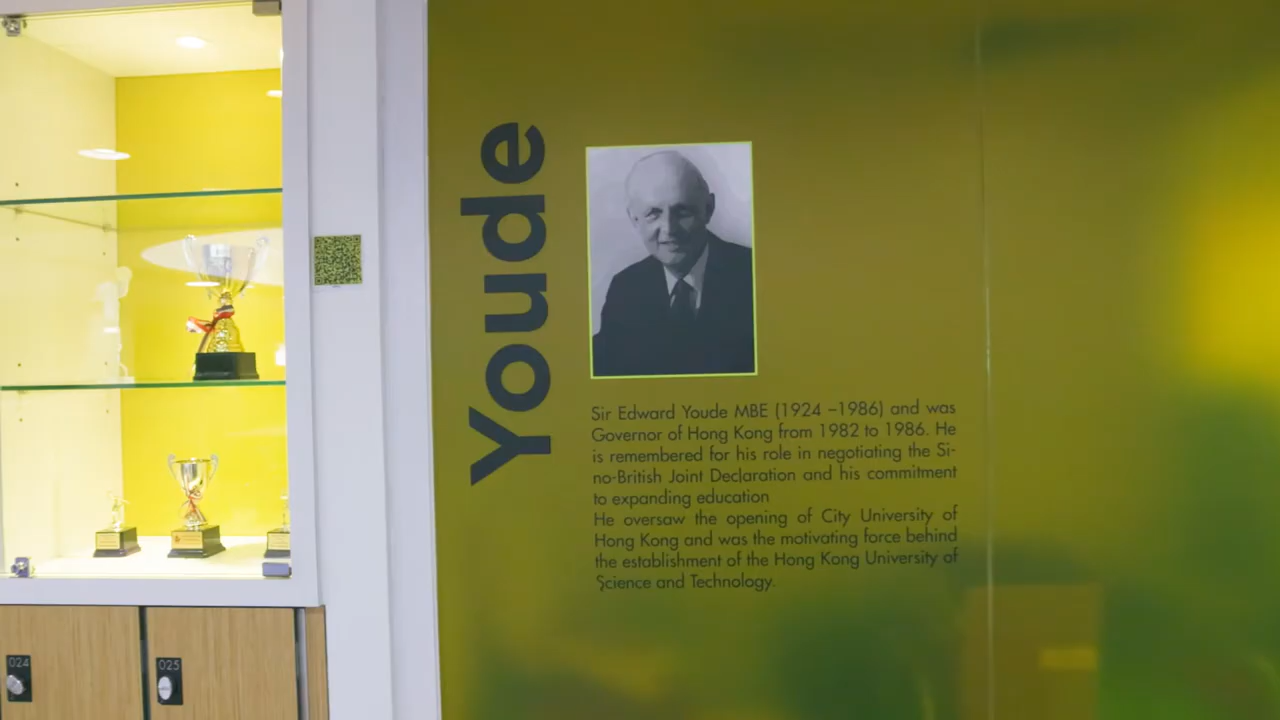 Youde
Sir Edward Youde MBE (1924 –1986) and was
Governor of Hong Kong from 1982 to 1986. He
is remembered for his role in negotiating the Si-
no-British Joint Declaration and his commitment
to expanding education
He oversaw the opening of City University of
Hong Kong and was the motivating force behind
the establishment of the Hong Kong University of
Science and Technology.
024
025